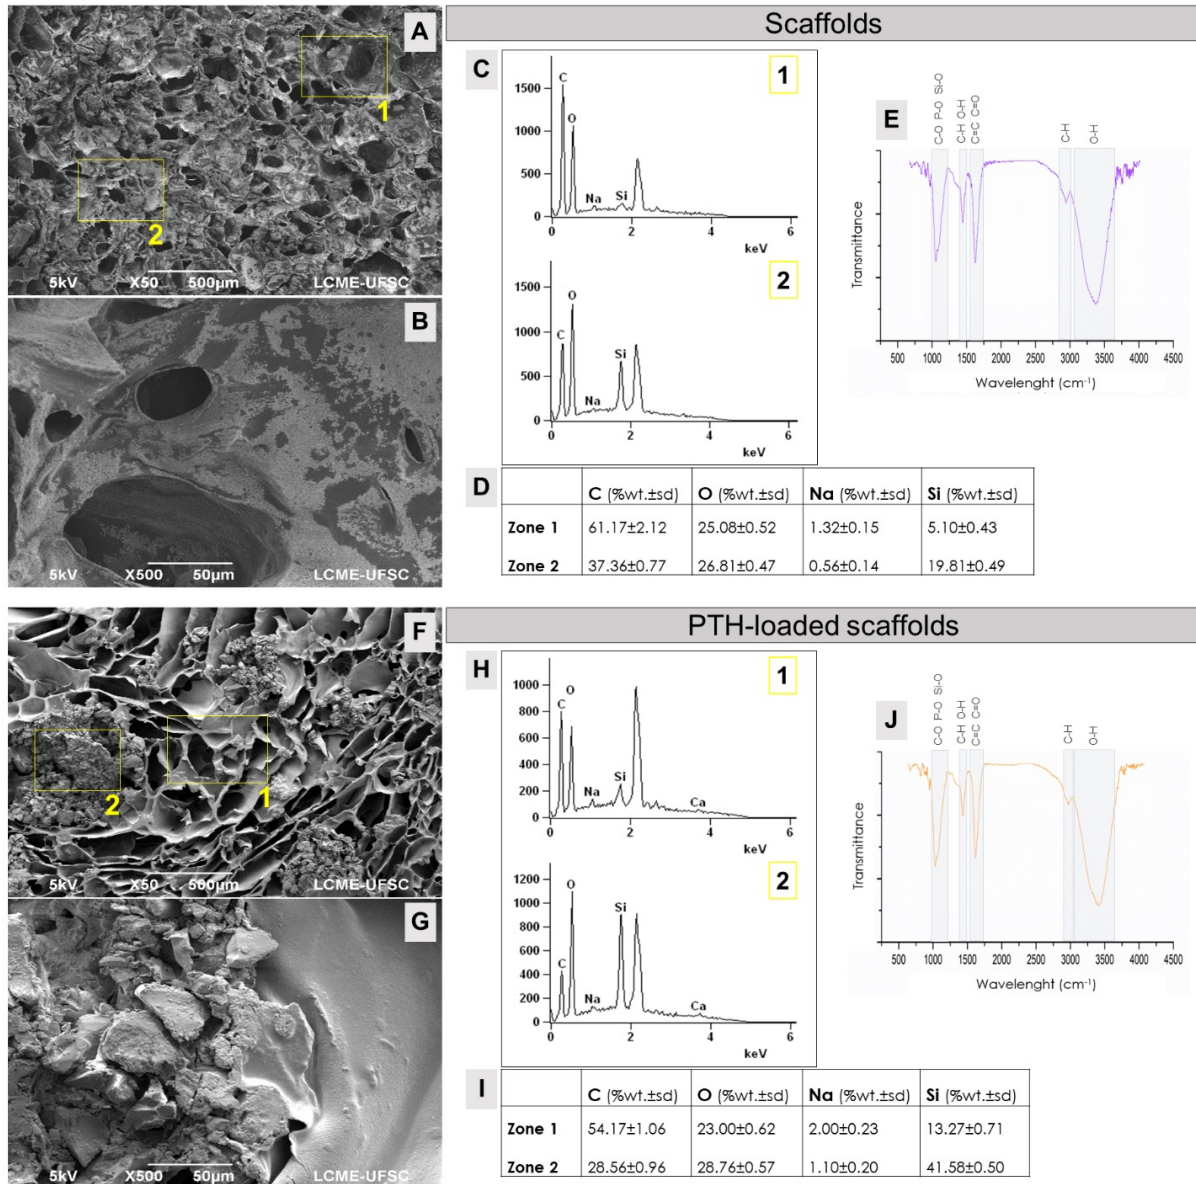 Scaffolds
A
1
2
5kV X50 500µm LCME-UFSC
B
5kV X500 50µm LCME-UFSC
C
1
1500
1000
500
0
C
O
Na
Si
0 2 4 6
keV
2
1500
1000
500
0
C
O
Na
Si
0 2 4 6
keV
E
C-O P-O Si-O
C-H O-H
C=C C=O
C-H
O-H
Transmittance
500 1000 1500 2000 2500 3000 3500 4000 4500
Wavelenght (cm-1)
D
C (%wt.±sd) O (%wt.±sd) Na (%wt.±sd) Si (%wt.±sd)
Zone 1 61.17±2.12 25.08±0.52 1.32±0.15 5.10±0.43
Zone 2 37.36±0.77 26.81±0.47 0.56±0.14 19.81±0.49
PTH-loaded scaffolds
F
2
1
5kV X50 500µm LCME-UFSC
G
5kV X500 50µm LCME-UFSC
H
1
1000
800
600
400
200
0
C
O
Na
Si
Ca
0 2 4 6
keV
2
1200
1000
800
600
400
200
0
C
O
Na
Si
Ca
0 2 4 6
keV
J
C-O P-O Si-O
C-H O-H
C=C C=O
C-H
O-H
Transmittance
500 1000 1500 2000 2500 3000 3500 4000 4500
Wavelenght (cm-1)
I
C (%wt.±sd) O (%wt.±sd) Na (%wt.±sd) Si (%wt.±sd)
Zone 1 54.17±1.06 23.00±0.62 2.00±0.23 13.27±0.71
Zone 2 28.56±0.96 28.76±0.57 1.10±0.20 41.58±0.50